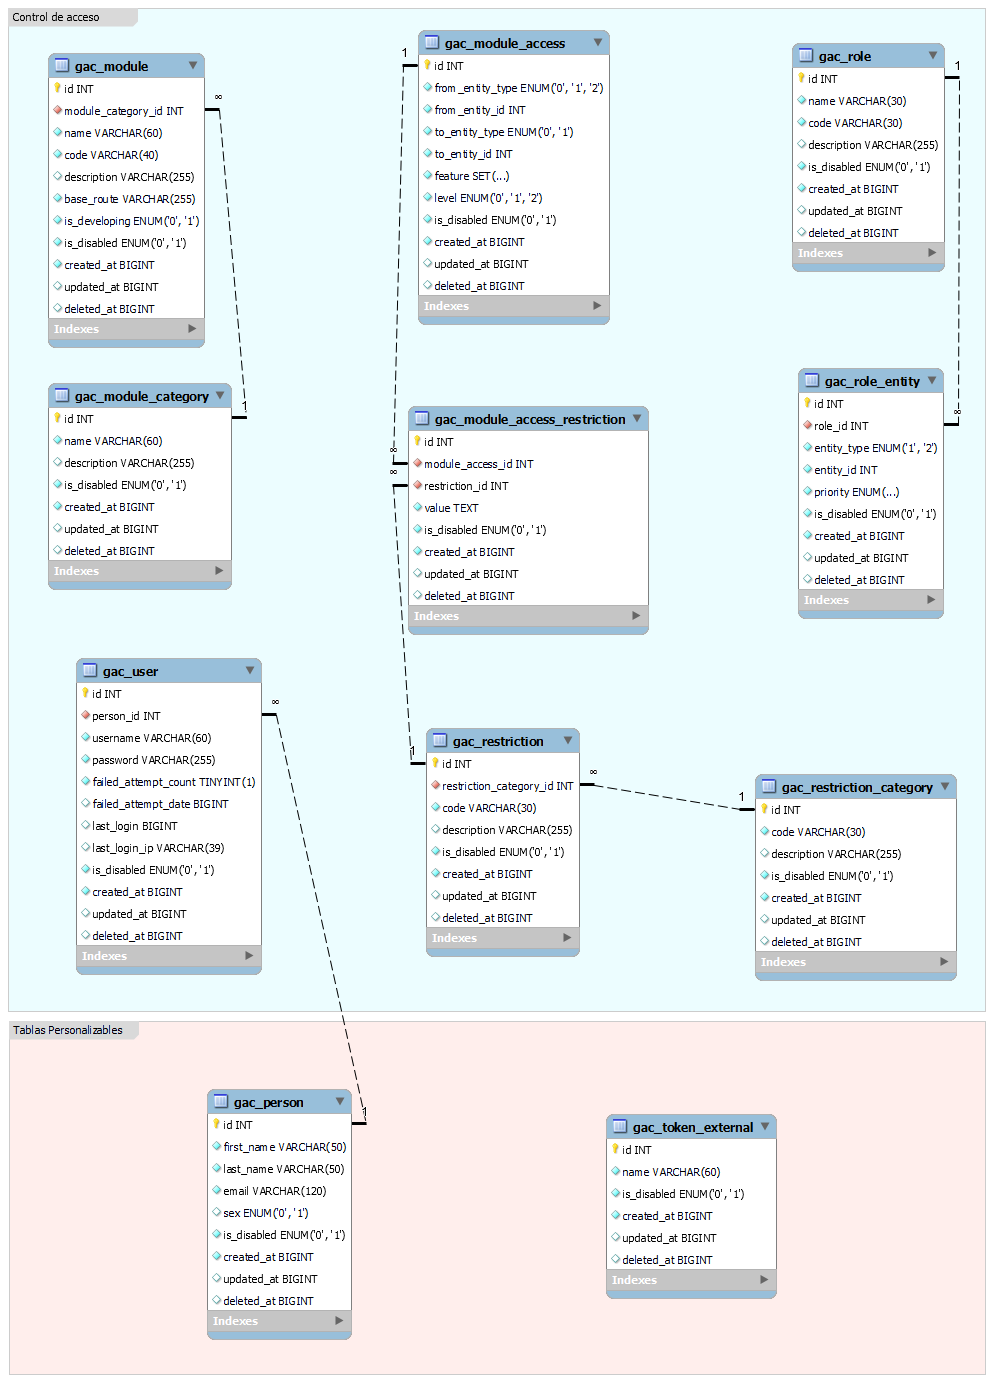 Control de acceso
gac_module
id INT
module_category_id INT
name VARCHAR(60)
code VARCHAR(40)
description VARCHAR(255)
base_route VARCHAR(255)
is_developing ENUM('0', '1')
is_disabled ENUM('0', '1')
created_at BIGINT
updated_at BIGINT
deleted_at BIGINT
Indexes
∞
1
gac_module_category
id INT
name VARCHAR(60)
description VARCHAR(255)
is_disabled ENUM('0', '1')
created_at BIGINT
updated_at BIGINT
deleted_at BIGINT
Indexes
gac_module_access
1
id INT
from_entity_type ENUM('0', '1', '2')
from_entity_id INT
to_entity_type ENUM('0', '1')
to_entity_id INT
feature SET(...)
level ENUM('0', '1', '2')
is_disabled ENUM('0', '1')
created_at BIGINT
updated_at BIGINT
deleted_at BIGINT
Indexes
gac_role
1
id INT
name VARCHAR(30)
code VARCHAR(30)
description VARCHAR(255)
is_disabled ENUM('0', '1')
created_at BIGINT
updated_at BIGINT
deleted_at BIGINT
Indexes
gac_role_entity
id INT
∞
role_id INT
entity_type ENUM('1', '2')
entity_id INT
priority ENUM(...)
is_disabled ENUM('0', '1')
created_at BIGINT
updated_at BIGINT
deleted_at BIGINT
Indexes
gac_module_access_restriction
id INT
∞
module_access_id INT
∞
restriction_id INT
value TEXT
is_disabled ENUM('0', '1')
created_at BIGINT
updated_at BIGINT
deleted_at BIGINT
Indexes
gac_user
id INT
∞
person_id INT
username VARCHAR(60)
password VARCHAR(255)
failed_attempt_count TINYINT(1)
failed_attempt_date BIGINT
last_login BIGINT
last_login_ip VARCHAR(39)
is_disabled ENUM('0', '1')
created_at BIGINT
updated_at BIGINT
deleted_at BIGINT
Indexes
gac_restriction
1
id INT
∞
restriction_category_id INT
code VARCHAR(30)
description VARCHAR(255)
is_disabled ENUM('0', '1')
created_at BIGINT
updated_at BIGINT
deleted_at BIGINT
Indexes
gac_restriction_category
1
id INT
code VARCHAR(30)
description VARCHAR(255)
is_disabled ENUM('0', '1')
created_at BIGINT
updated_at BIGINT
deleted_at BIGINT
Indexes
Tablas Personalizables
gac_person
1
id INT
first_name VARCHAR(50)
last_name VARCHAR(50)
email VARCHAR(120)
sex ENUM('0', '1')
is_disabled ENUM('0', '1')
created_at BIGINT
updated_at BIGINT
deleted_at BIGINT
Indexes
gac_token_external
id INT
name VARCHAR(60)
is_disabled ENUM('0', '1')
created_at BIGINT
updated_at BIGINT
deleted_at BIGINT
Indexes